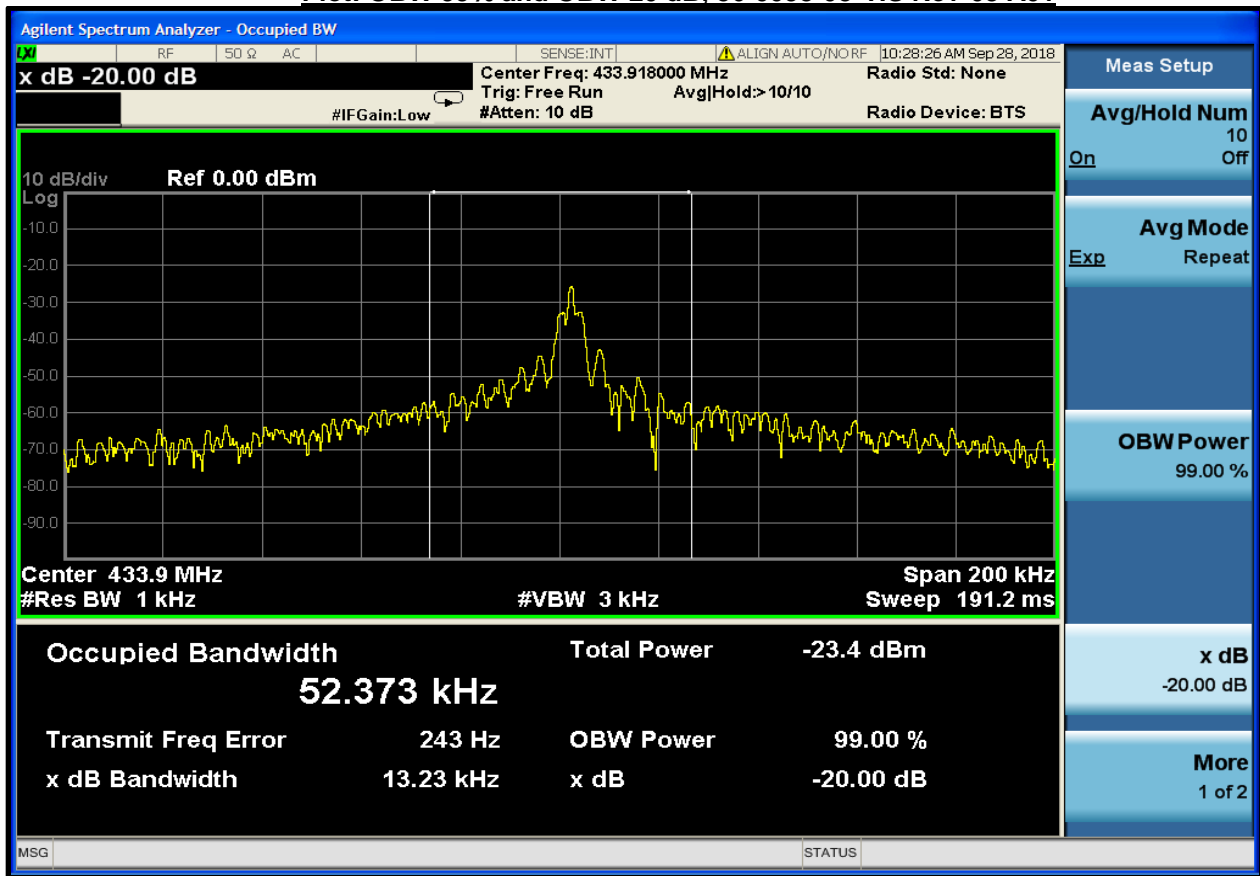 Agilent Spectrum Analyzer - Occupied BW
LXI RF 50 Ω AC SENSE:INT ALIGN AUTO/NO RF 10:28:26 AM Sep 28, 2018
x dB -20.00 dB
Center Freq: 433.918000 MHz Radio Std: None
Trig: Free Run Avg|Hold:> 10/10
#IFGain:Low #Atten: 10 dB Radio Device: BTS
10 dB/div Ref 0.00 dBm
Log
-10.0
-20.0
-30.0
-40.0
-50.0
-60.0
-70.0
-80.0
-90.0
Center 433.9 MHz Span 200 kHz
#Res BW 1 kHz #VBW 3 kHz Sweep 191.2 ms
Occupied Bandwidth Total Power -23.4 dBm
52.373 kHz
Transmit Freq Error 243 Hz OBW Power 99.00 %
x dB Bandwidth 13.23 kHz x dB -20.00 dB
MSG STATUS
Meas Setup
Avg/Hold Num
10
On Off
Avg Mode
Exp Repeat
OBW Power
99.00 %
x dB
-20.00 dB
More
1 of 2